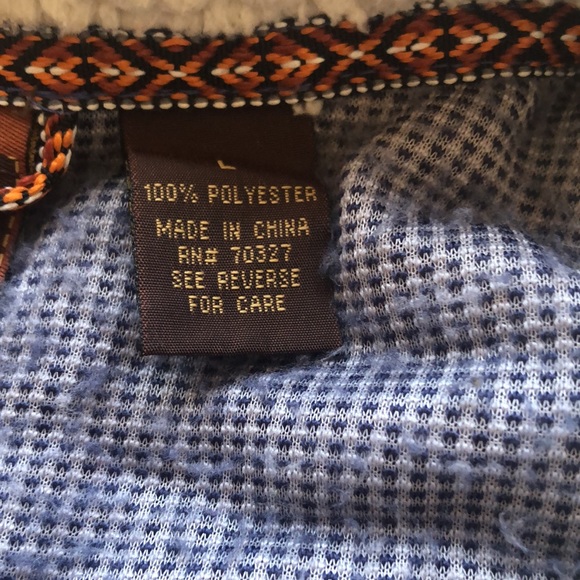 L
100% POLYESTER
MADE IN CHINA
RN# 70327
SEE REVERSE
FOR CARE